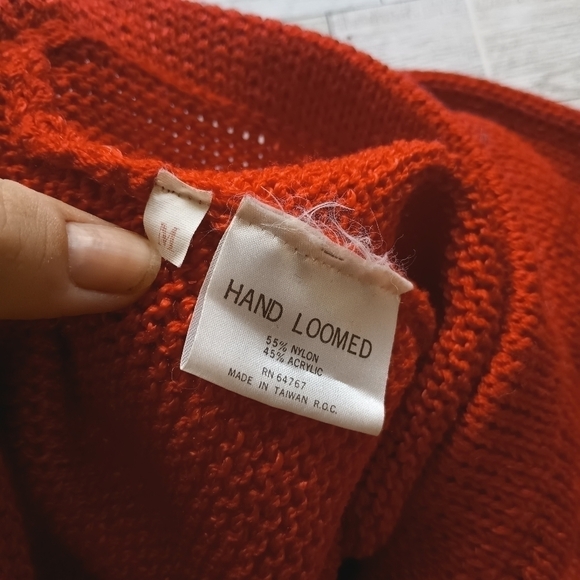 HAND LOOMED
55% NYLON
45% ACRYLIC
RN 64767
MADE IN TAIWAN R.O.C.